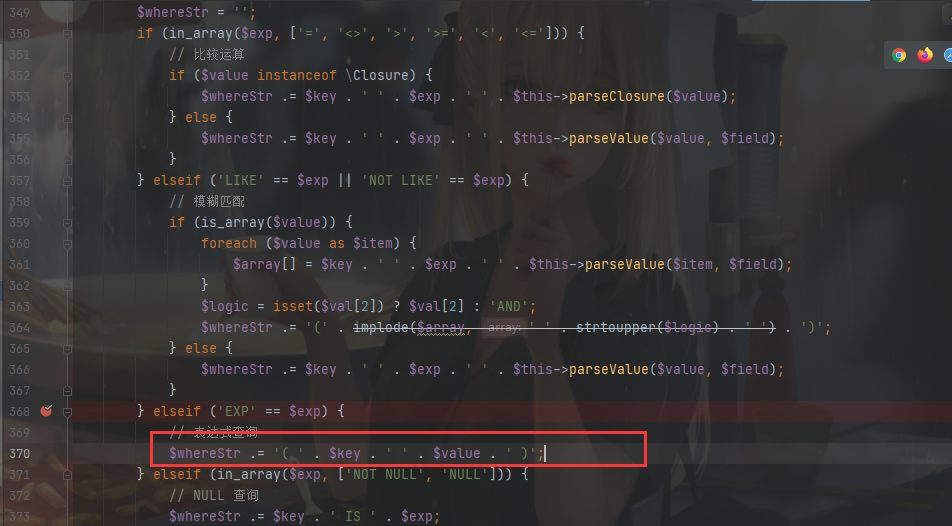 349 $whereStr = '';
350 if (in_array($exp, ['=', '<>', '>', '>=', '<', '<='])) {
351 // 比较运算
352 if ($value instanceof \Closure) {
353 $whereStr .= $key . ' ' . $exp . ' ' . $this->parseClosure($value);
354 } else {
355 $whereStr .= $key . ' ' . $exp . ' ' . $this->parseValue($value, $field);
356 }
357 } elseif ('LIKE' == $exp || 'NOT LIKE' == $exp) {
358 // 模糊匹配
359 if (is_array($value)) {
360 foreach ($value as $item) {
361 $array[] = $key . ' ' . $exp . ' ' . $this->parseValue($item, $field);
362 }
363 $logic = isset($val[2]) ? $val[2] : 'AND';
364 $whereStr .= '(' . implode($array, array: ' ' . strtoupper($logic) . ' ') . ')';
365 } else {
366 $whereStr .= $key . ' ' . $exp . ' ' . $this->parseValue($value, $field);
367 }
368 } elseif ('EXP' == $exp) {
369 // 表达式查询
370 $whereStr .= '( ' . $key . ' ' . $value . ' )';
371 } elseif (in_array($exp, ['NOT NULL', 'NULL'])) {
372 // NULL 查询
373 $whereStr .= $key . ' IS ' . $exp;